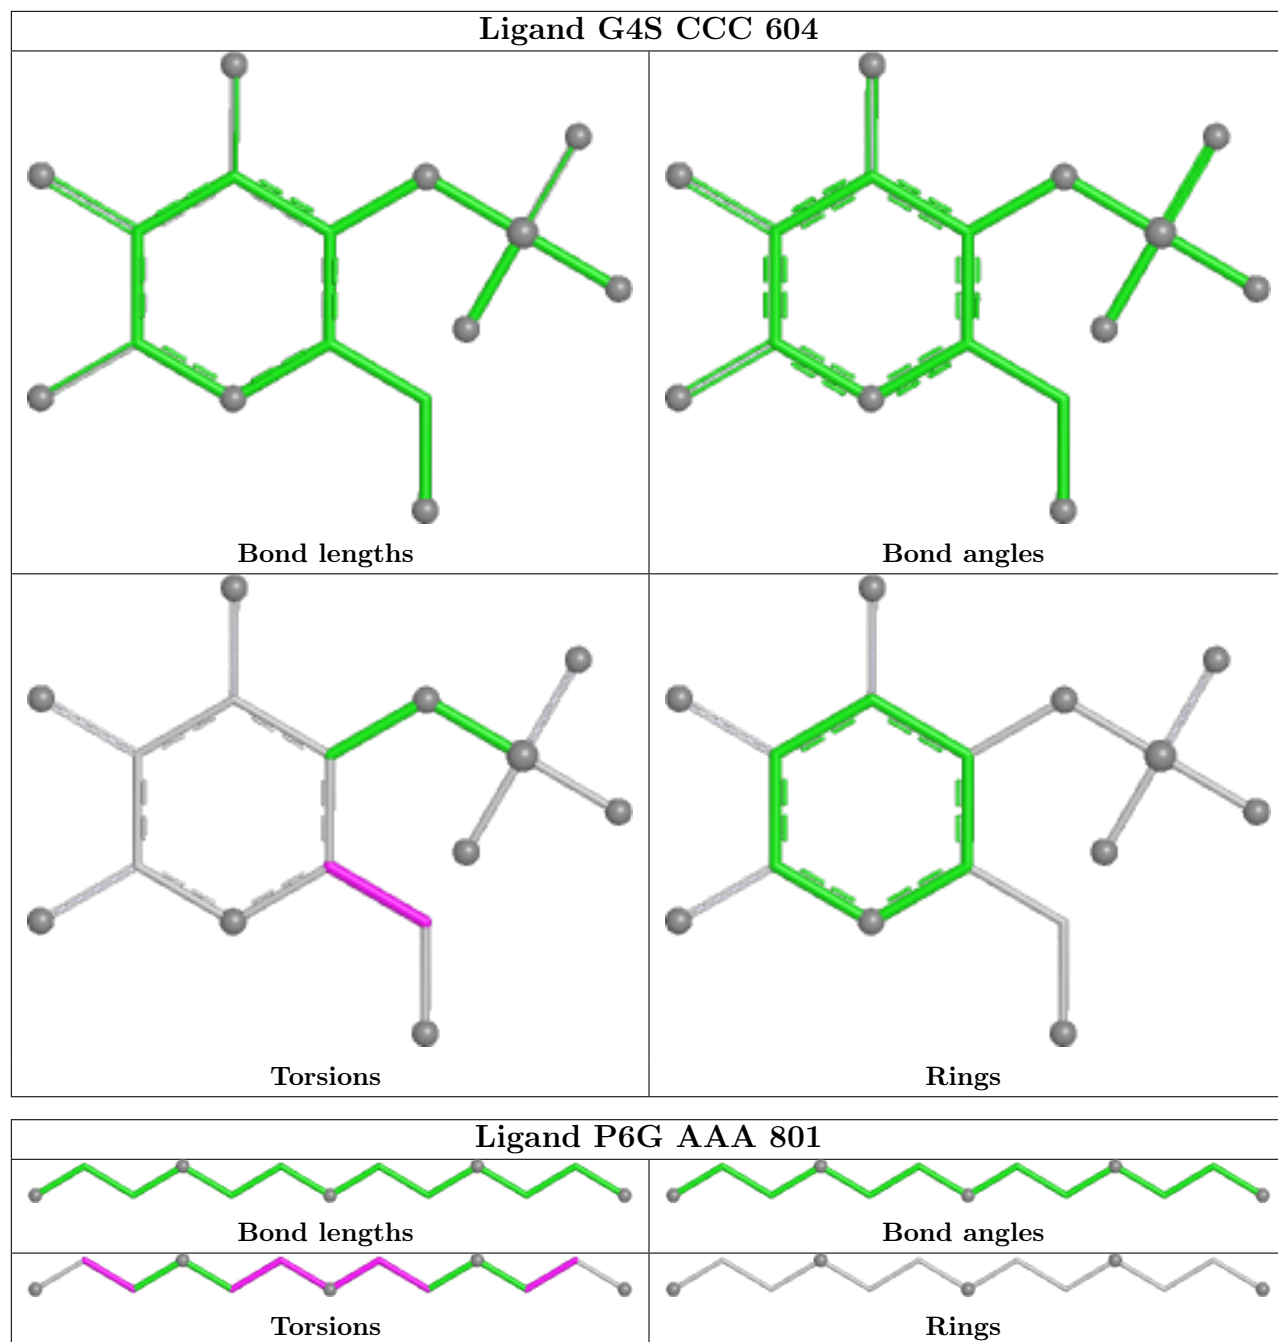 Ligand G4S CCC 604
Bond lengths
Bond angles
Torsions
Rings
Ligand P6G AAA 801
Bond lengths
Bond angles
Torsions
Rings